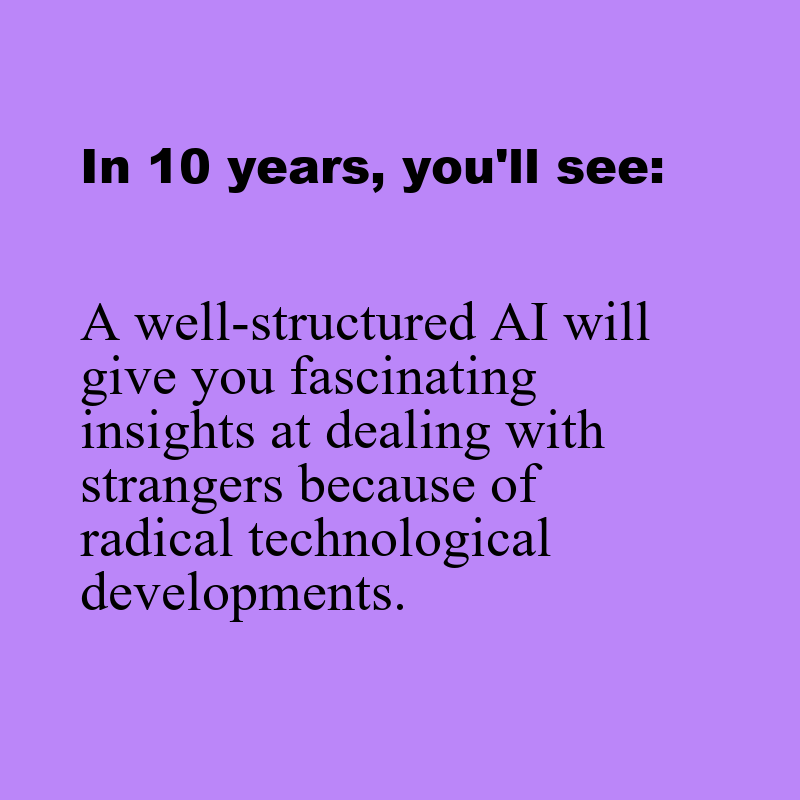 In 10 years, you'll see:
A well-structured AI will
give you fascinating
insights at dealing with
strangers because of
radical technological
developments.